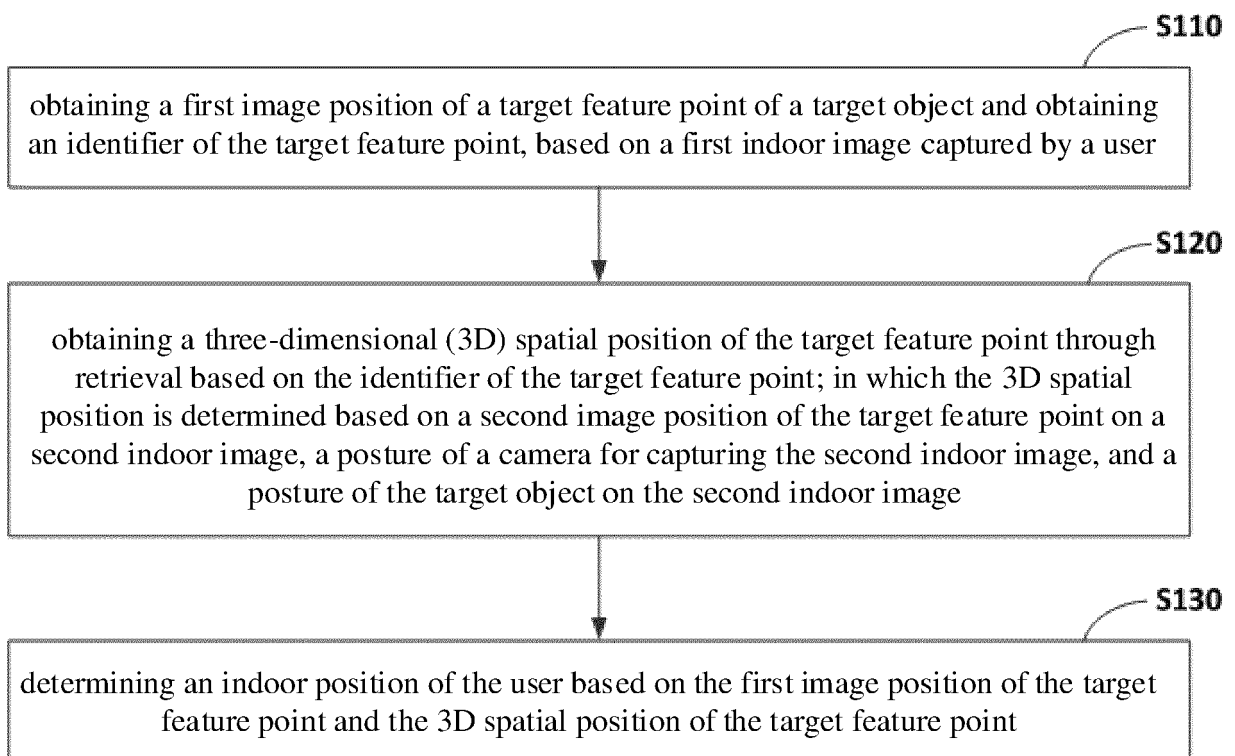 S110
obtaining a first image position of a target feature point of a target object and obtaining
an identifier of the target feature point, based on a first indoor image captured by a user
S120
obtaining a three-dimensional (3D) spatial position of the target feature point through
retrieval based on the identifier of the target feature point; in which the 3D spatial
position is determined based on a second image position of the target feature point on a
second indoor image, a posture of a camera for capturing the second indoor image, and a
posture of the target object on the second indoor image
S130
determining an indoor position of the user based on the first image position of the target
feature point and the 3D spatial position of the target feature point